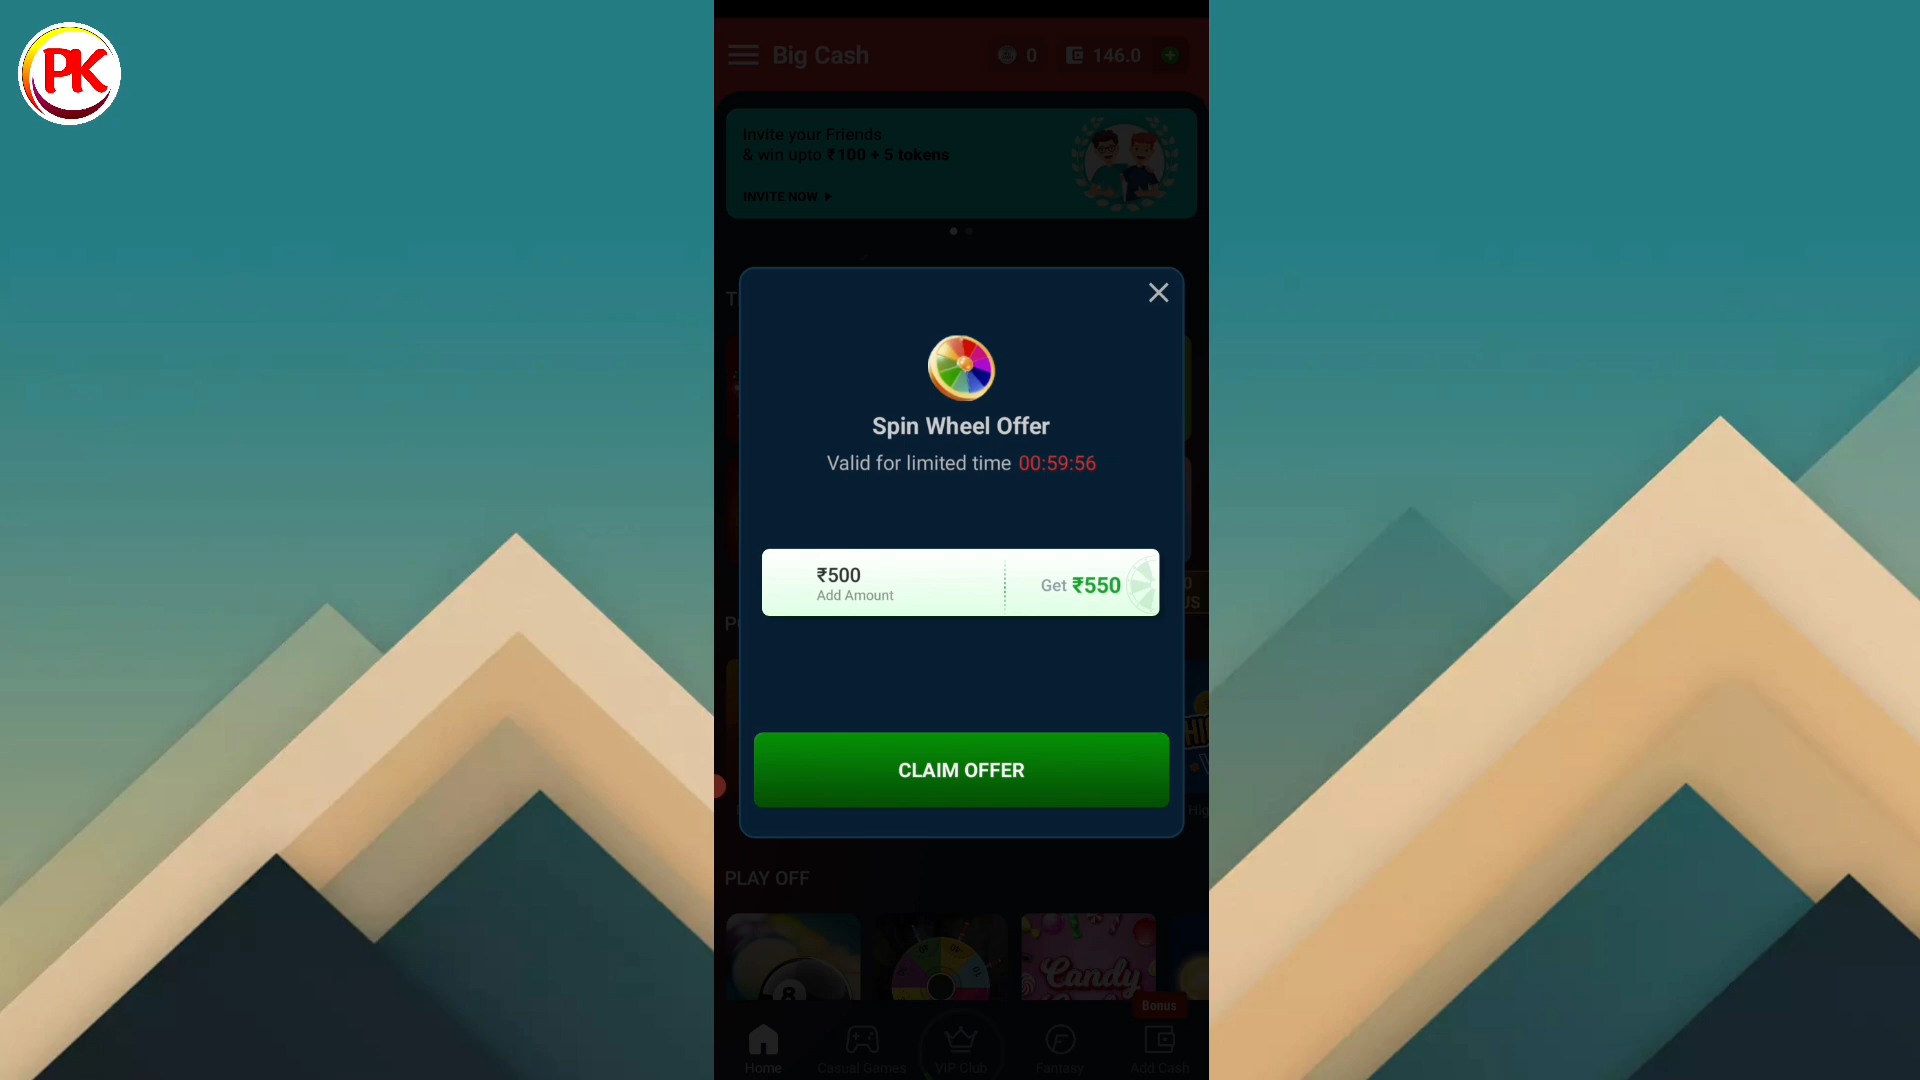 PK
Big Cash
0
146.0
Invite your Friends
& win upto ₹100 + 5 tokens
INVITE NOW
Spin Wheel Offer
Valid for limited time 00:59:56
₹500
Add Amount
Get ₹550
CLAIM OFFER
PLAY OFF
8
Candy
Bonus
Home
Casual Games
VIP Club
Fantasy
Add Cash